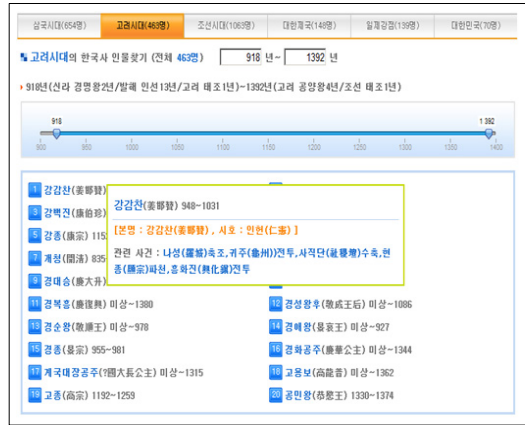 삼국시대(654명) 고려시대(463명) 조선시대(1063명) 대한제국(148명) 일제강점(139명) 대한민국(70명)
고려시대의 한국사 인물찾기 (전체 463명) 918 년~ 1392 년
918년(신라 경명왕2년/발해 인선13년/고려 태조1년)~1392년(고려 공양왕4년/조선 태조1년)
918 1392
900 950 1000 1050 1100 1150 1200 1250 1300 1350 1400
1 강감찬(姜邯贊)
3 강백진(康伯珍)
5 강종(康宗) 115
7 개청(開淸) 835~
9 경대승(慶大升)
강감찬(姜邯贊) 948~1031
[본명 : 강감찬(姜邯贊) , 시호 : 인헌(仁憲) ]
관련 사건 : 나성(羅城)축조,귀주(龜州))전투,사직단(社稷壇)수축,현
종(顯宗)파천,흥화진(興化鎭)전투
11 경복흥(慶復興) 미상~1380 12 경성왕후(敬成王后) 미상~1086
13 경순왕(敬順王) 미상~978 14 경애왕(景哀王) 미상~927
15 경종(景宗) 955~981 16 경화공주(慶華公主) 미상~1344
17 계국대장공주(?國大長公主) 미상~1315 18 고용보(高龍普) 미상~1362
19 고종(高宗) 1192~1259 20 공민왕(恭愍王) 1330~1374